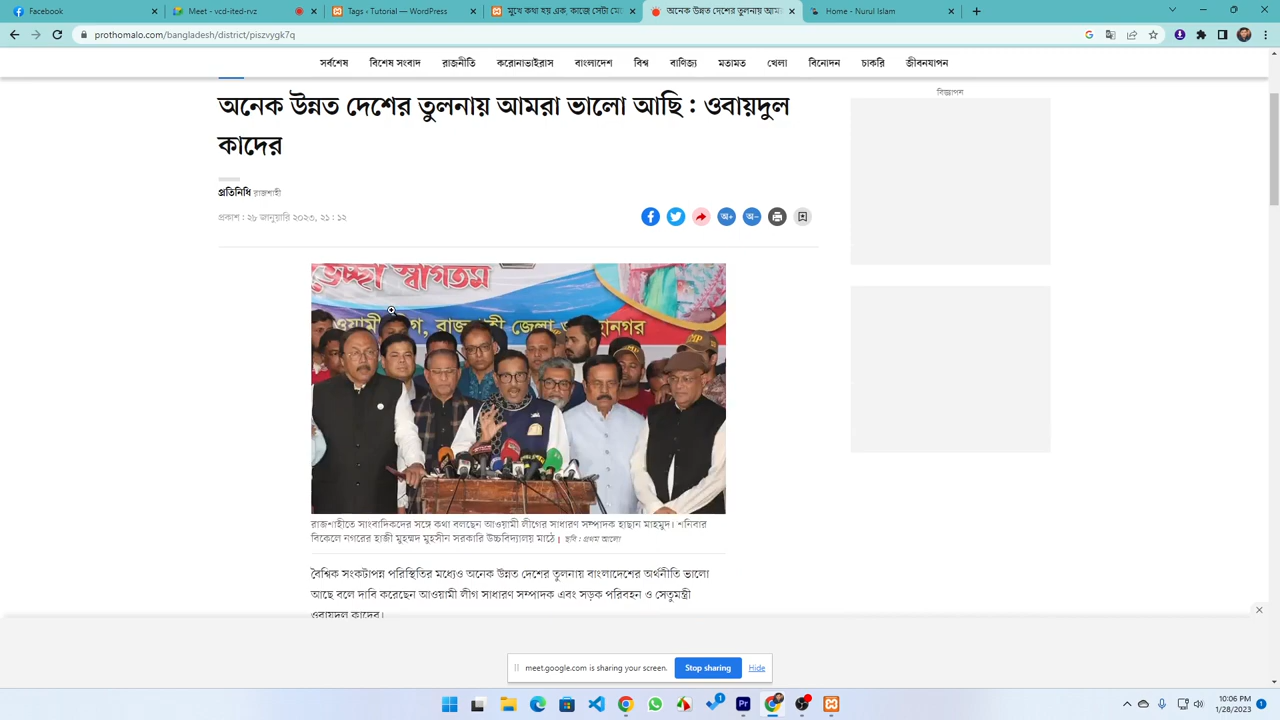 Facebook
Meet - vcd-nerz
Tags ‹ Tutorial — WordPress
মুখে কথা হয় এক, কাজে সেটা
অনেক উন্নত দেশের তুলনায় আমর
Home - Nurul Islam
prothomalo.com/bangladesh/district/piszvygk7q
সর্বশেষ বিশেষ সংবাদ রাজনীতি করোনাভাইরাস বাংলাদেশ বিশ্ব বাণিজ্য মতামত খেলা বিনোদন চাকরি জীবনযাপন
বিজ্ঞাপন
অনেক উন্নত দেশের তুলনায় আমরা ভালো আছি : ওবায়দুল
কাদের
প্রতিনিধি রাজশাহী
প্রকাশ : ২৮ জানুয়ারি ২০২৩, ২১ : ১২
অ+ অ−
স্বাগতম
রাজশাহীতে সাংবাদিকদের সঙ্গে কথা বলছেন আওয়ামী লীগের সাধারণ সম্পাদক হাছান মাহমুদ। শনিবার
বিকেলে নগরের হাজী মুহম্মদ মুহসীন সরকারি উচ্চবিদ্যালয় মাঠে। ছবি : প্রথম আলো
বৈশ্বিক সংকটাপন্ন পরিস্থিতির মধ্যেও অনেক উন্নত দেশের তুলনায় বাংলাদেশের অর্থনীতি ভালো
আছে বলে দাবি করেছেন আওয়ামী লীগ সাধারণ সম্পাদক এবং সড়ক পরিবহন ও সেতুমন্ত্রী
ওবায়দুল কাদের।
meet.google.com is sharing your screen. Stop sharing Hide
10:06 PM
1/28/2023